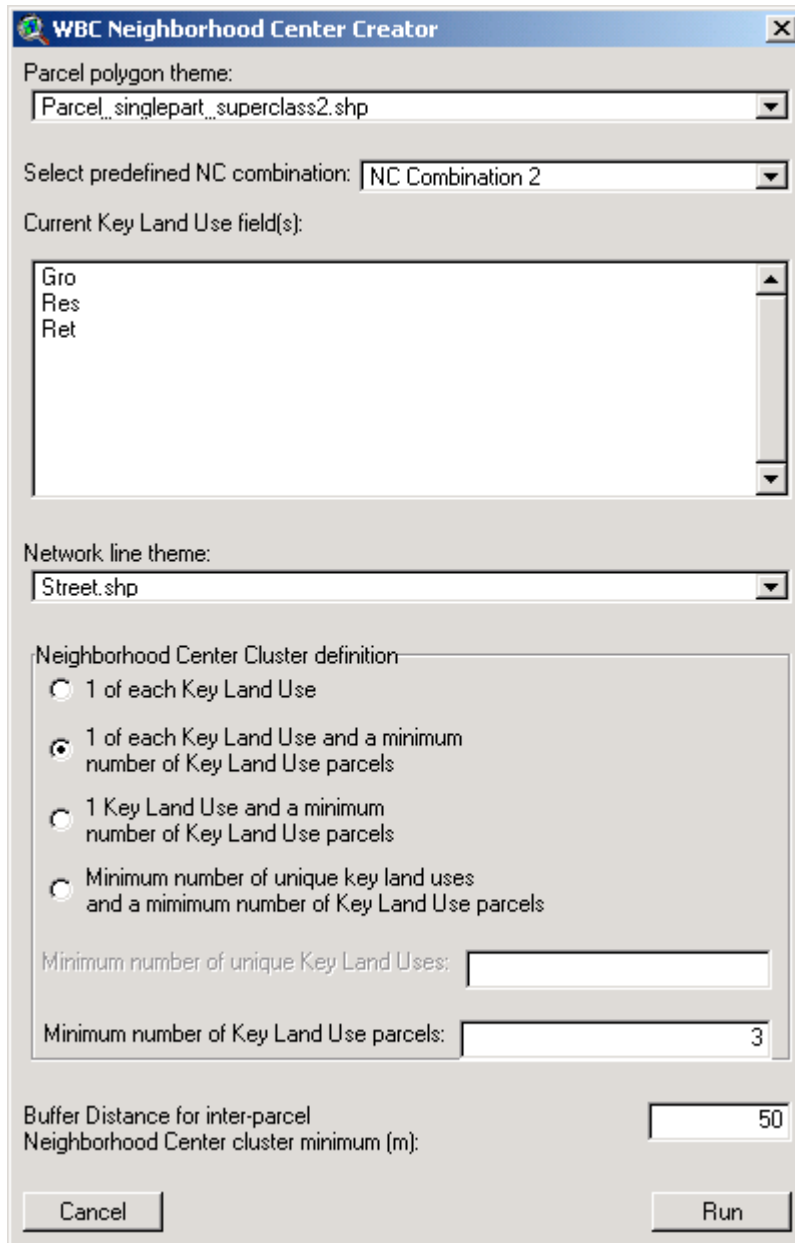 WBC Neighborhood Center Creator
Parcel polygon theme:
Parcel_singlepart_superclass2.shp
Select predefined NC combination: NC Combination 2
Current Key Land Use field(s):
Gro
Res
Ret
Network line theme:
Street.shp
Neighborhood Center Cluster definition
1 of each Key Land Use
1 of each Key Land Use and a minimum
number of Key Land Use parcels
1 Key Land Use and a minimum
number of Key Land Use parcels
Minimum number of unique key land uses
and a mimimum number of Key Land Use parcels
Minimum number of unique Key Land Uses:
Minimum number of Key Land Use parcels: 3
Buffer Distance for inter-parcel 50
Neighborhood Center cluster minimum (m):
Cancel Run